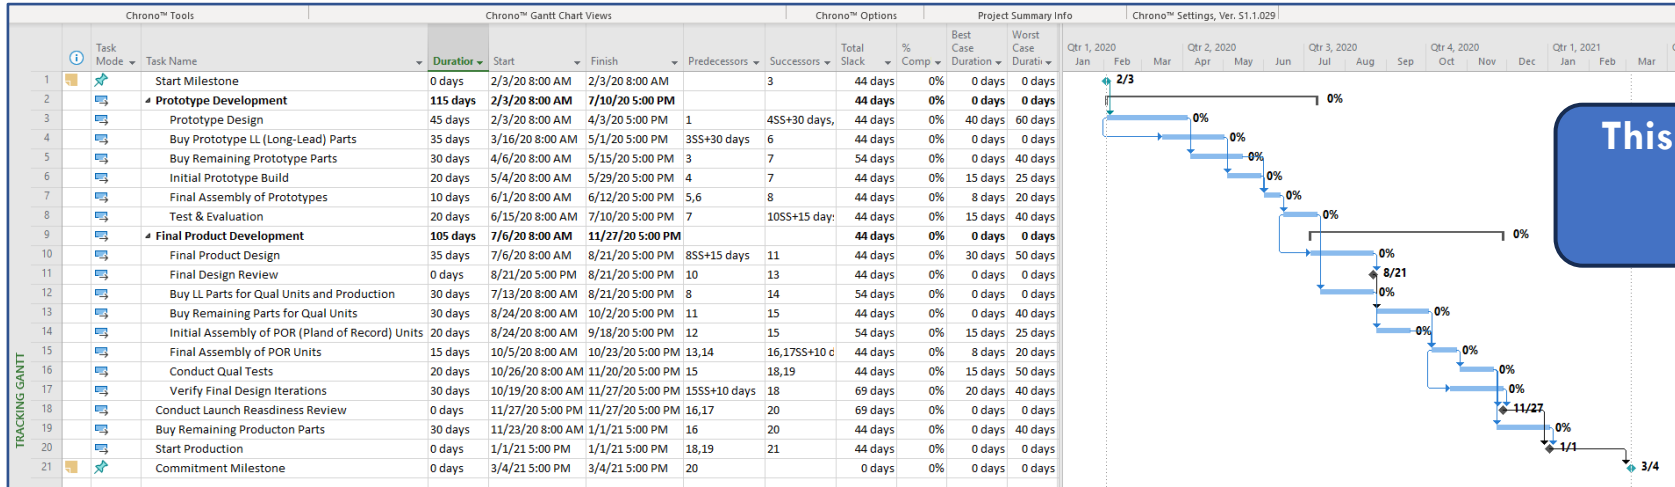 Chrono™ Tools Chrono™ Gantt Chart Views Chrono™ Options Project Summary Info Chrono™ Settings, Ver. S1.1.029
Task Mode Task Name Duration Start Finish Predecessors Successors Total Slack % Comp Best Case Duration Worst Case Durati Qtr 1, 2020 Qtr 2, 2020 Qtr 3, 2020 Qtr 4, 2020 Qtr 1, 2021
Jan Feb Mar Apr May Jun Jul Aug Sep Oct Nov Dec Jan Feb Mar
1 Start Milestone 0 days 2/3/20 8:00 AM 2/3/20 8:00 AM 3 44 days 0% 0 days 0 days 2/3
2 Prototype Development 115 days 2/3/20 8:00 AM 7/10/20 5:00 PM 44 days 0% 0 days 0 days 0%
3 Prototype Design 45 days 2/3/20 8:00 AM 4/3/20 5:00 PM 1 4SS+30 days, 44 days 0% 40 days 60 days 0%
4 Buy Prototype LL (Long-Lead) Parts 35 days 3/16/20 8:00 AM 5/1/20 5:00 PM 3SS+30 days 6 44 days 0% 0 days 0 days 0%
5 Buy Remaining Prototype Parts 30 days 4/6/20 8:00 AM 5/15/20 5:00 PM 3 7 54 days 0% 0 days 40 days 0%
6 Initial Prototype Build 20 days 5/4/20 8:00 AM 5/29/20 5:00 PM 4 7 44 days 0% 15 days 25 days 0%
7 Final Assembly of Prototypes 10 days 6/1/20 8:00 AM 6/12/20 5:00 PM 5,6 8 44 days 0% 8 days 20 days 0%
8 Test & Evaluation 20 days 6/15/20 8:00 AM 7/10/20 5:00 PM 7 10SS+15 day 44 days 0% 15 days 40 days 0%
9 Final Product Development 105 days 7/6/20 8:00 AM 11/27/20 5:00 PM 44 days 0% 0 days 0 days 0%
10 Final Product Design 35 days 7/6/20 8:00 AM 8/21/20 5:00 PM 8SS+15 days 11 44 days 0% 30 days 50 days 0%
11 Final Design Review 0 days 8/21/20 5:00 PM 8/21/20 5:00 PM 10 13 44 days 0% 0 days 0 days 8/21
12 Buy LL Parts for Qual Units and Production 30 days 7/13/20 8:00 AM 8/21/20 5:00 PM 8 14 54 days 0% 0 days 0 days 0%
13 Buy Remaining Parts for Qual Units 30 days 8/24/20 8:00 AM 10/2/20 5:00 PM 11 15 44 days 0% 0 days 40 days 0%
14 Initial Assembly of POR (Pland of Record) Units 20 days 8/24/20 8:00 AM 9/18/20 5:00 PM 12 15 54 days 0% 15 days 25 days 0%
15 Final Assembly of POR Units 15 days 10/5/20 8:00 AM 10/23/20 5:00 PM 13,14 16,17SS+10 d 44 days 0% 8 days 20 days 0%
16 Conduct Qual Tests 20 days 10/26/20 8:00 AM 11/20/20 5:00 PM 15 18,19 44 days 0% 15 days 50 days 0%
17 Verify Final Design Iterations 30 days 10/19/20 8:00 AM 11/27/20 5:00 PM 15SS+10 days 18 69 days 0% 20 days 40 days 0%
18 Conduct Launch Reasdiness Review 0 days 11/27/20 5:00 PM 11/27/20 5:00 PM 16,17 20 69 days 0% 0 days 0 days 11/27
19 Buy Remaining Producton Parts 30 days 11/23/20 8:00 AM 1/1/21 5:00 PM 16 20 44 days 0% 0 days 40 days 0%
20 Start Production 0 days 1/1/21 5:00 PM 1/1/21 5:00 PM 18,19 21 44 days 0% 0 days 0 days 1/1
21 Commitment Milestone 0 days 3/4/21 5:00 PM 3/4/21 5:00 PM 20 0 days 0% 0 days 0 days 3/4
TRACKING GANTT
This